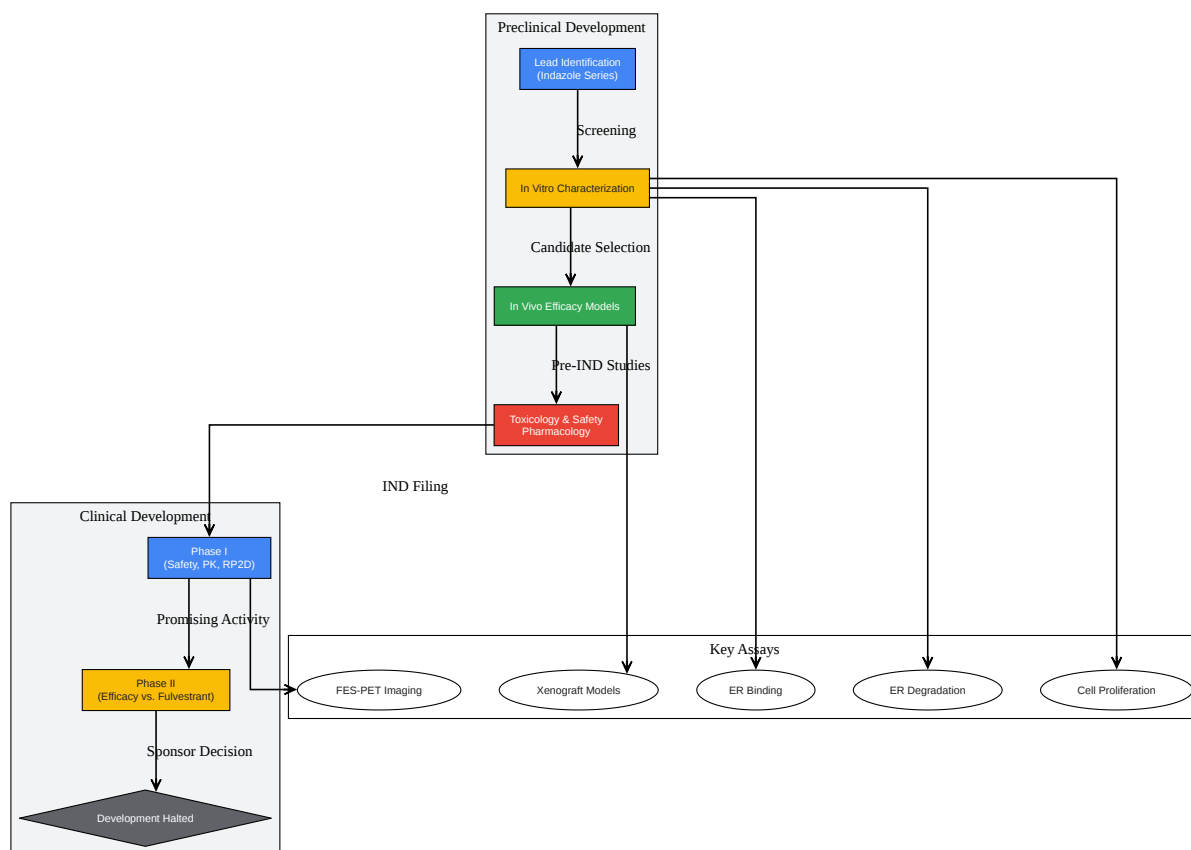 Preclinical Development
Lead Identification
(Indazole Series)
Screening
In Vitro Characterization
Candidate Selection
In Vivo Efficacy Models
Pre-IND Studies
Toxicology & Safety
Pharmacology
IND Filing
Clinical Development
Phase I
(Safety, PK, RP2D)
Promising Activity
Key Assays
FES-PET Imaging
Xenograft Models
ER Binding
ER Degradation
Cell Proliferation
Phase II
(Efficacy vs. Fulvestrant)
Sponsor Decision
Development Halted